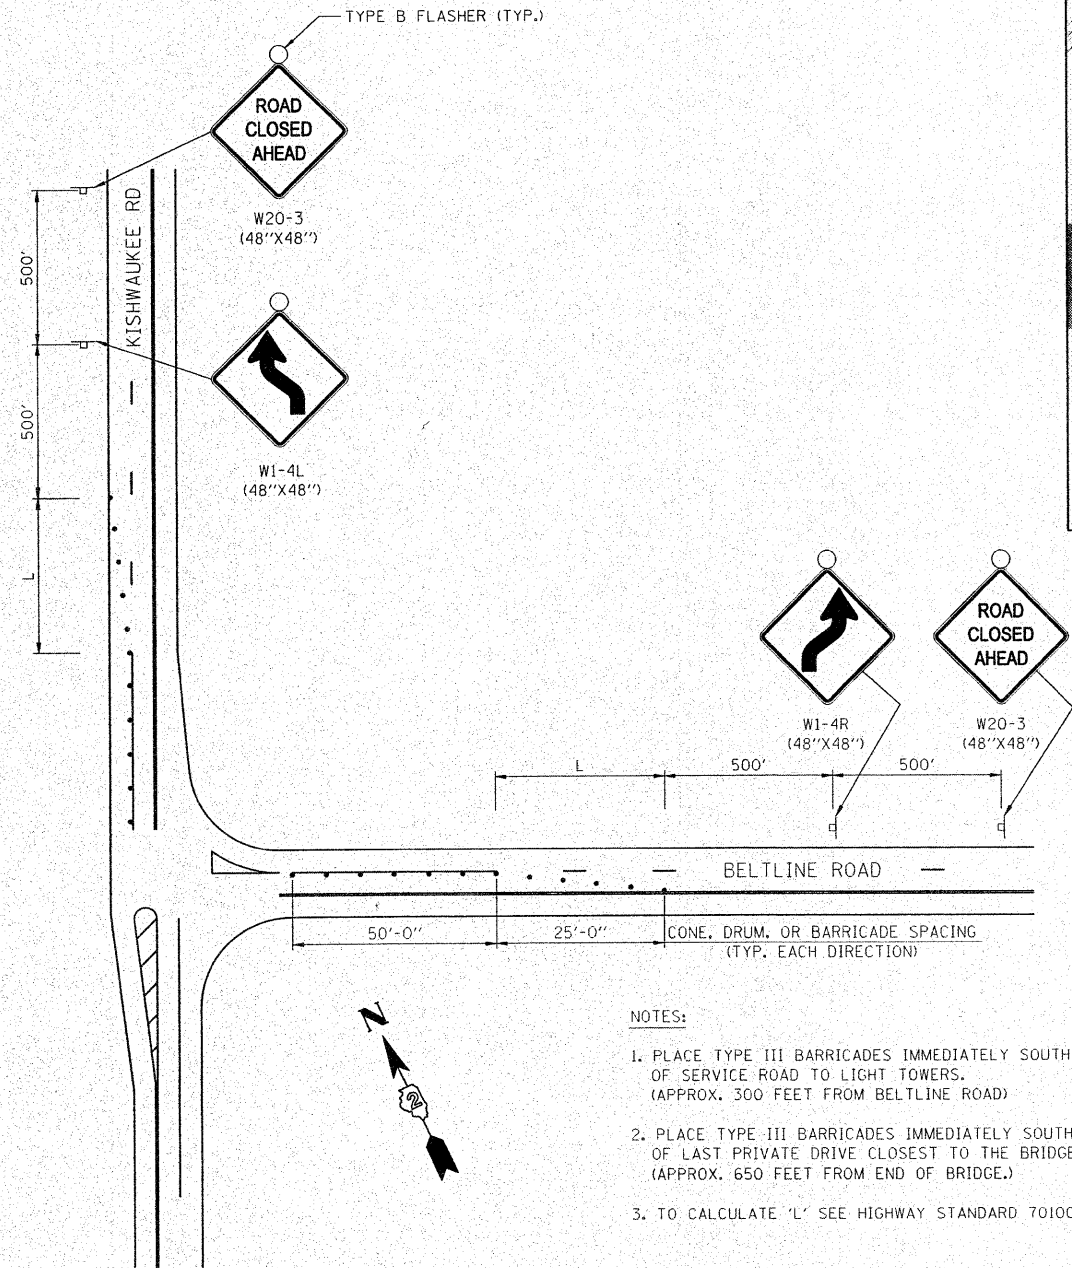 TYPE B FLASHER (TYP.)
ROAD
CLOSED
AHEAD
W20-3
(48''X48'')
KISHWAUKEE RD
500'
500'
L
W1-4L
(48''X48'')
ROAD
CLOSED
AHEAD
W1-4R
(48''X48'')
W20-3
(48''X48'')
L
500'
500'
BELTLINE ROAD
50'-0''
25'-0''
CONE, DRUM, OR BARRICADE SPACING
(TYP. EACH DIRECTION)
N
2
NOTES:
1. PLACE TYPE III BARRICADES IMMEDIATELY SOUTH
OF SERVICE ROAD TO LIGHT TOWERS.
(APPROX. 300 FEET FROM BELTLINE ROAD)
2. PLACE TYPE III BARRICADES IMMEDIATELY SOUTH
OF LAST PRIVATE DRIVE CLOSEST TO THE BRIDGE
(APPROX. 650 FEET FROM END OF BRIDGE.)
3. TO CALCULATE 'L' SEE HIGHWAY STANDARD